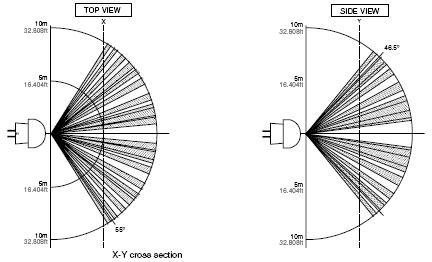 TOP VIEW
X
10m
32.808ft
5m
16.404ft
5m
16.404ft
10m
32.808ft
55°
X-Y cross section
SIDE VIEW
Y
10m
32.808ft
46.5°
5m
16.404ft
5m
16.404ft
10m
32.808ft